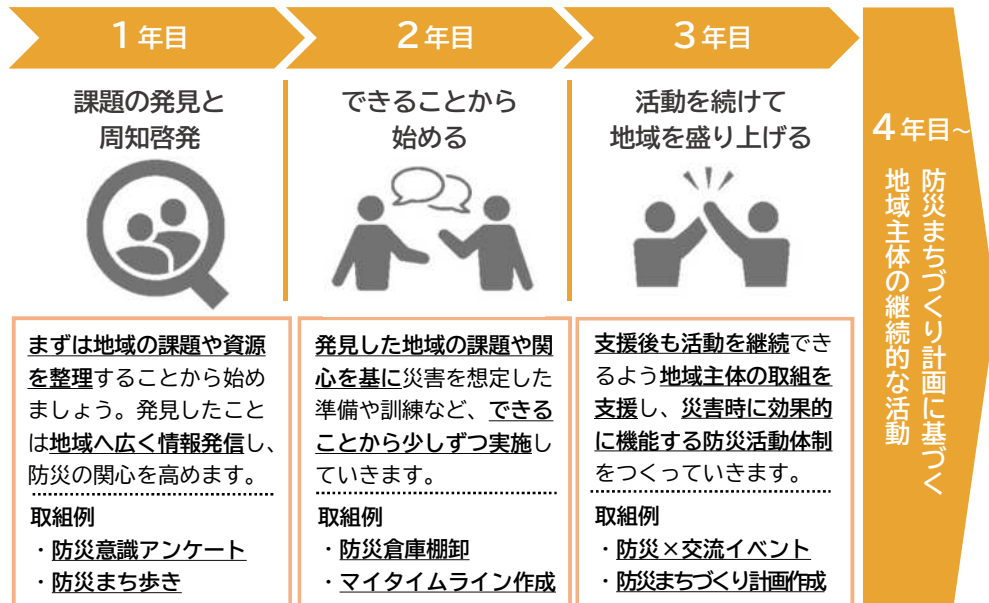 1年目
課題の発見と
周知啓発
まずは地域の課題や資源
を整理することから始め
ましょう。発見したこと
は地域へ広く情報発信し、
防災の関心を高めます。
取組例
・防災意識アンケート
・防災まち歩き
2年目
できることから
始める
発見した地域の課題や関
心を基に災害を想定した
準備や訓練など、できる
ことから少しずつ実施し
ていきます。
取組例
・防災倉庫棚卸
・マイタイムライン作成
3年目
活動を続けて
地域を盛り上げる
支援後も活動を継続でき
るよう地域主体の取組を
支援し、災害時に効果的
に機能する防災活動体制
をつくっていきます。
取組例
・防災×交流イベント
・防災まちづくり計画作成
4年目~
防災まちづくり計画に基づく
地域主体の継続的な活動